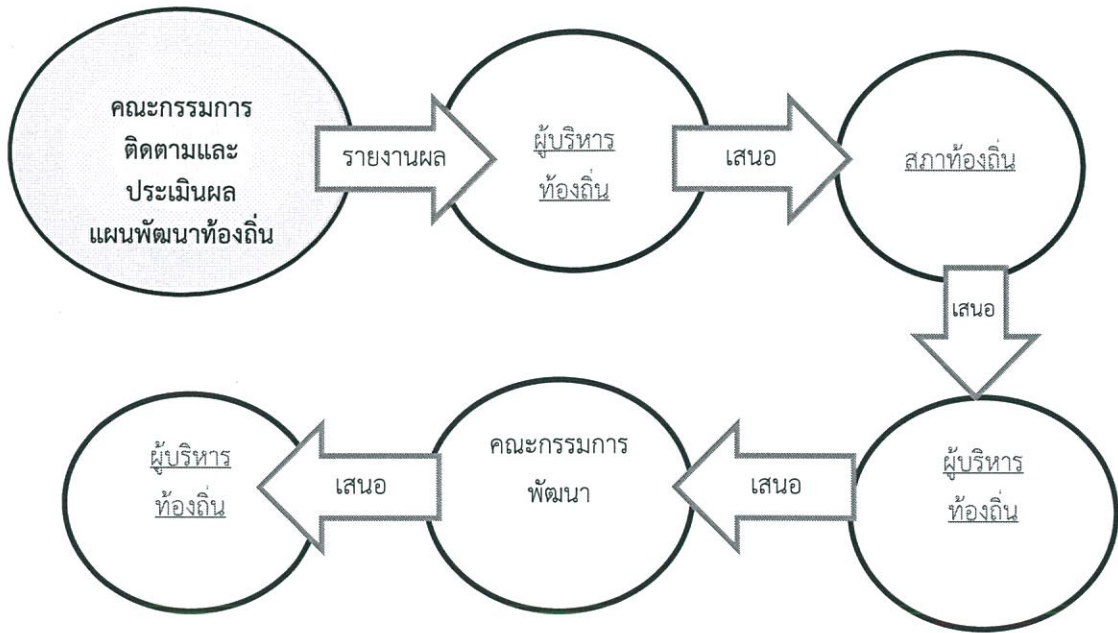 คณะกรรมการ
ติดตามและ
ประเมินผล
แผนพัฒนาท้องถิ่น
รายงานผล
ผู้บริหาร
ท้องถิ่น
เสนอ
สภาท้องถิ่น
เสนอ
ผู้บริหาร
ท้องถิ่น
เสนอ
คณะกรรมการ
พัฒนา
เสนอ
ผู้บริหาร
ท้องถิ่น